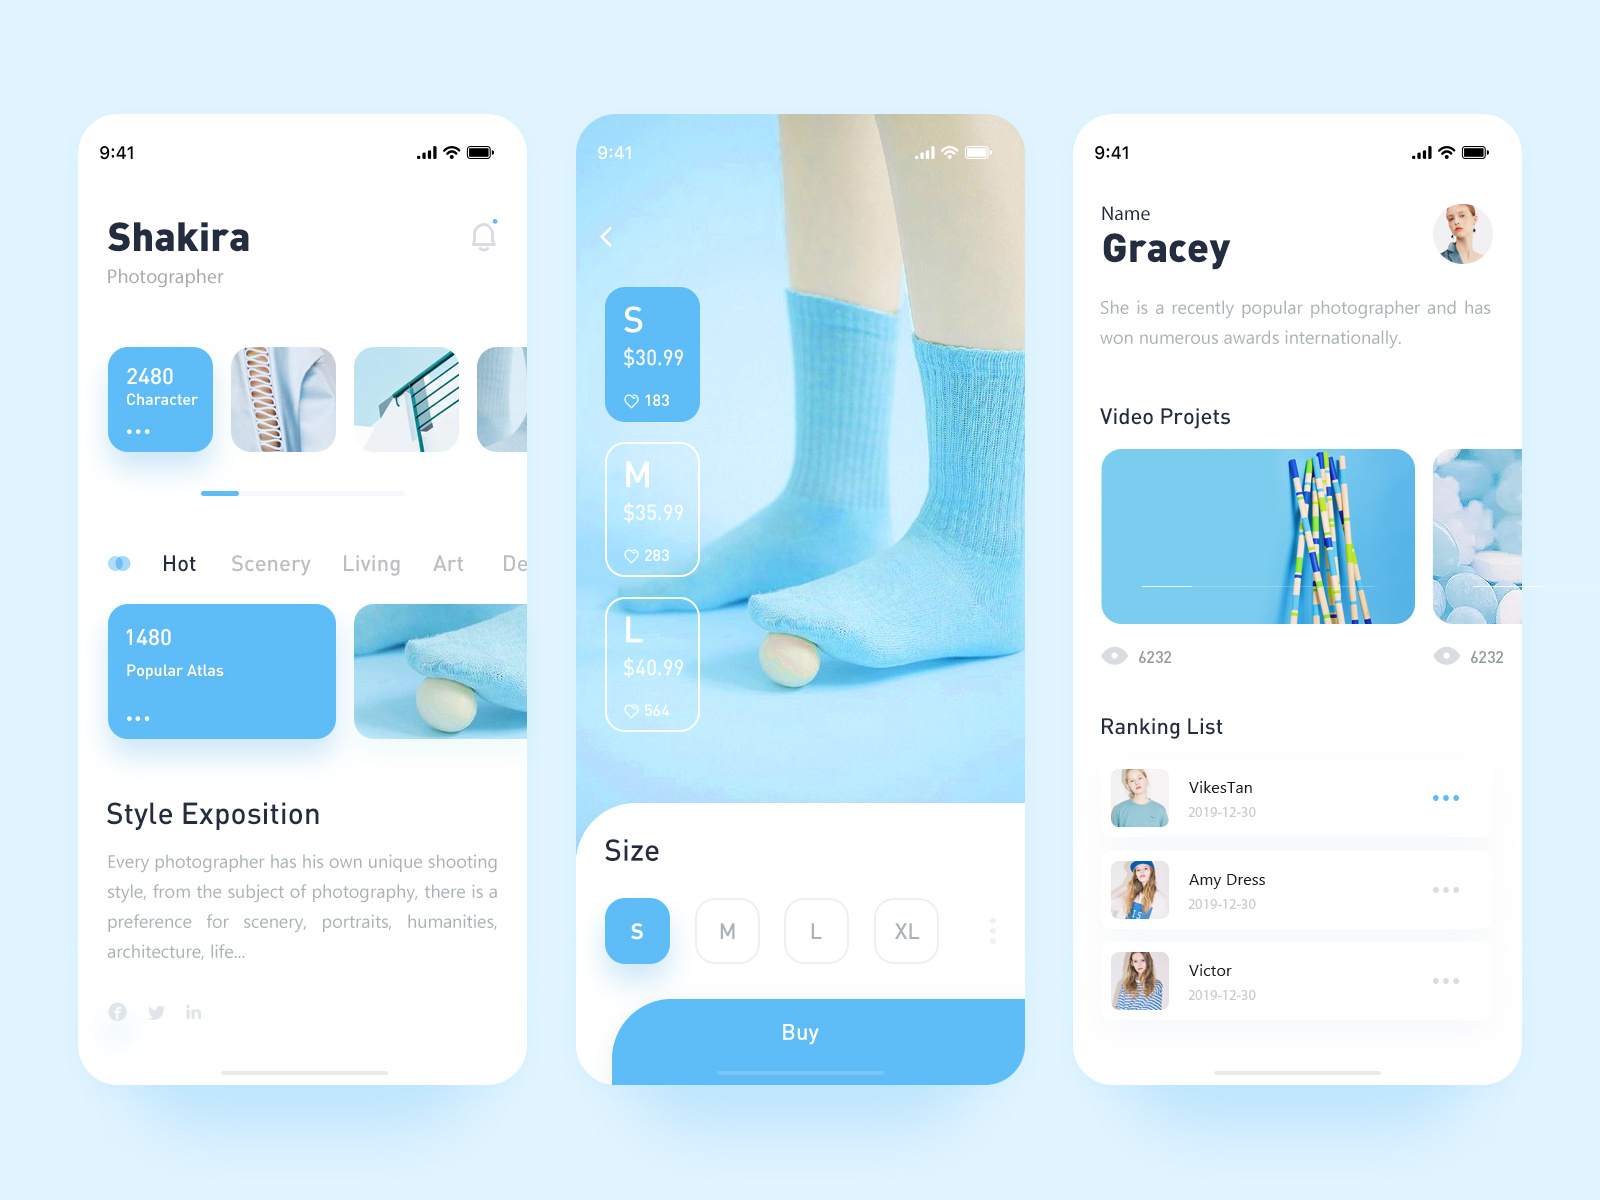 9:41
Shakira
Photographer
2480
Character
Hot Scenery Living Art De
1480
Popular Atlas
Style Exposition
Every photographer has his own unique shooting
style, from the subject of photography, there is a
preference for scenery, portraits, humanities,
architecture, life...
in
9:41
S
$30.99
183
M
$35.99
283
L
$40.99
564
Size
S M L XL
Buy
9:41
Name
Gracey
She is a recently popular photographer and has
won numerous awards internationally.
Video Projets
6232 6232
Ranking List
VikesTan
2019-12-30
Amy Dress
2019-12-30
Victor
2019-12-30